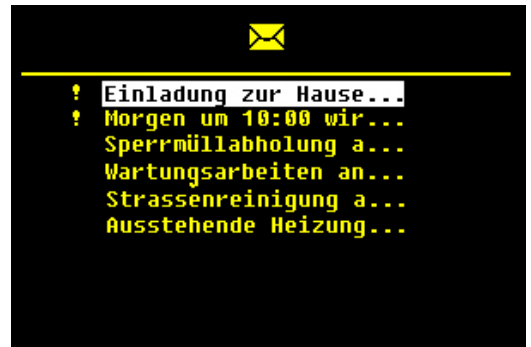 ! Einladung zur Hause...
! Morgen um 10:00 wir...
Sperrmüllabholung a...
Wartungsarbeiten an...
Strassenreinigung a...
Ausstehende Heizung...